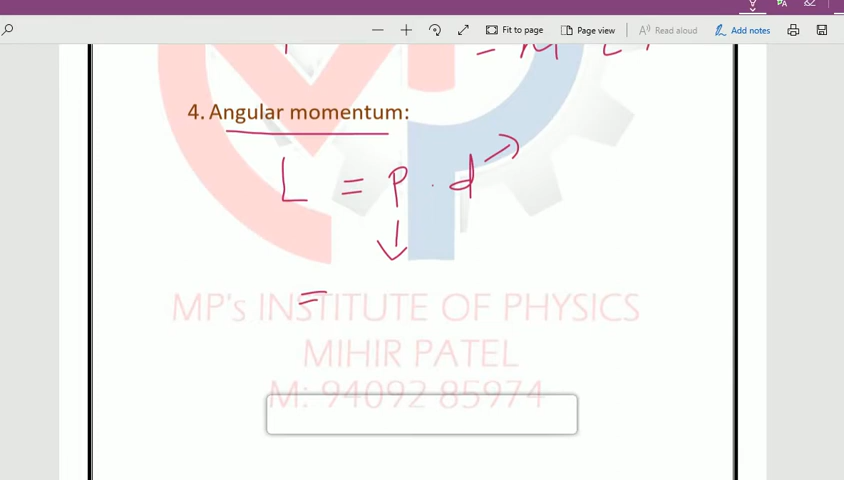 Fit to page Page view Read aloud Add notes
= M L
4. Angular momentum:
L = P . d
=
MP's INSTITUTE OF PHYSICS
MIHIR PATEL
M: 94092 85974